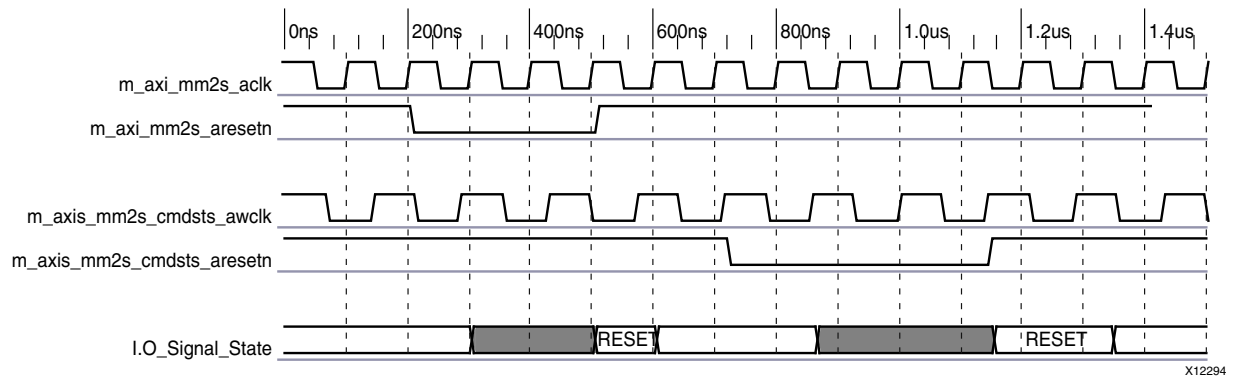 0ns 200ns 400ns 600ns 800ns 1.0us 1.2us 1.4us
m_axi_mm2s_aclk
m_axi_mm2s_aresetn
m_axis_mm2s_cmdsts_awclk
m_axis_mm2s_cmdsts_aresetn
I.O_Signal_State RESET RESET
X12294